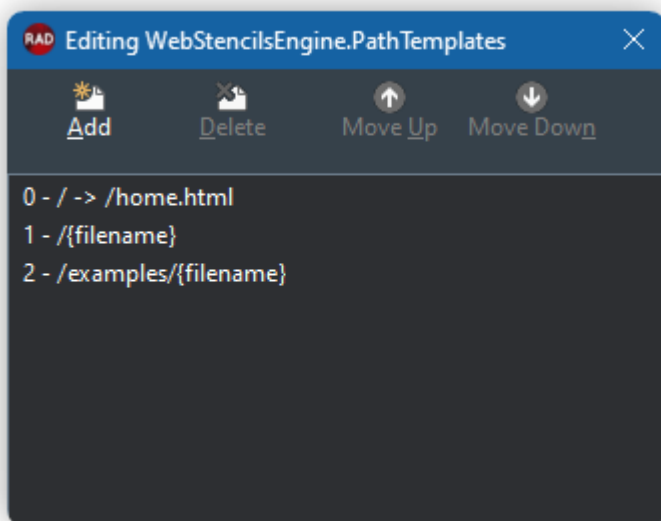 RAD Editing WebStencilsEngine.PathTemplates
Add Delete Move Up Move Down
0 - / -> /home.html
1 - /{filename}
2 - /examples/{filename}